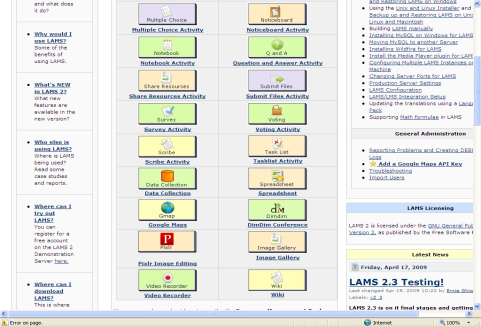 and what does
it do?
Why would I
use LAMS?
Some of the
benefits of
using LAMS.
What's NEW
in LAMS 2?
What new
features are
available in the
new version?
Who else is
using LAMS?
Where is LAMS
being used?
Read some
case studies
and reports.
Where can I
try out
LAMS?
You can
register for a
free account
on the LAMS 2
Demonstration
Server here.
Where can I
download
LAMS?
This is where
Multiple Choice
Multiple Choice Activity
Noticeboard
Noticeboard Activity
Notebook
Notebook Activity
Q and A
Question and Answer Activity
Share Resources
Share Resources Activity
Submit Files
Submit Files Activity
Survey
Survey Activity
Voting
Voting Activity
Scribe
Scribe Activity
Task List
Tasklist Activity
Data Collection
Data Collection
Spreadsheet
Spreadsheet
Gmap
Google Maps
Dimdim
DimDim Conference
Pixlr
Pixlr Image Editing
Image Gallery
Image Gallery
Video Recorder
Video Recorder
Wiki
Wiki
and Restoring LAMS on Windows
Using the Unix and Linux Installer and
Backup up and Restoring LAMS on Unix
Linux and Macintosh
Building LAMS manually
Installing MySQL on Windows for LAMS
Moving MySQL to another Server
Installing Wildfire for LAMS
Install the Media Player plugin for LAM
Configuring Multiple LAMS Instances o
Machine
Changing Server Ports for LAMS
Production Server Settings
LAMS Configuration
LAMS/LMS Integration Setup
Updating the translations using a Lang
Pack
Supporting Math formulas in LAMS
General Administration
Reporting Problems and Creating DEB
Logs
Add a Google Maps API Key
Troubleshooting
Import Users
LAMS Licensing
LAMS 2 is licensed under the GNU General Pub
Version 2, as published by the Free Software F
Latest News
Friday, April 17, 2009
LAMS 2.3 Testing!
Last changed Apr 19, 2009 10:22 by Ernie Ghig
Labels: v2_3
LAMS 2.3 is on it final stages and getting
Error on page.
Internet
100%